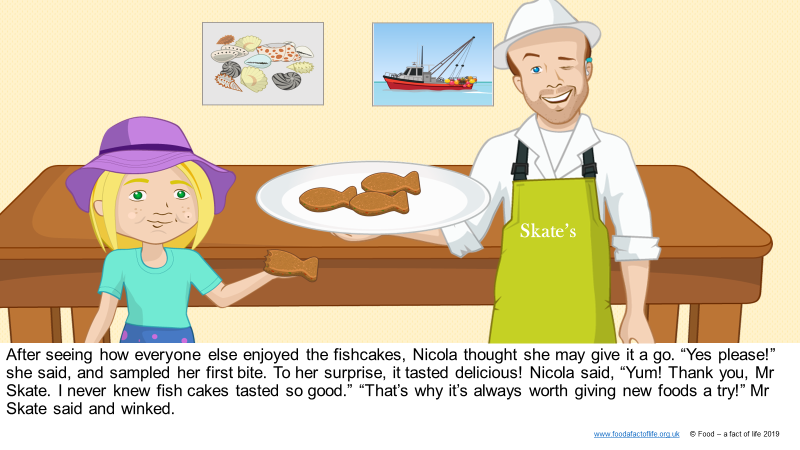 Skate's
After seeing how everyone else enjoyed the fishcakes, Nicola thought she may give it a go. “Yes please!”
she said, and sampled her first bite. To her surprise, it tasted delicious! Nicola said, “Yum! Thank you, Mr
Skate. I never knew fish cakes tasted so good.” “That’s why it’s always worth giving new foods a try!” Mr
Skate said and winked.
www.foodafactoflife.org.uk © Food – a fact of life 2019